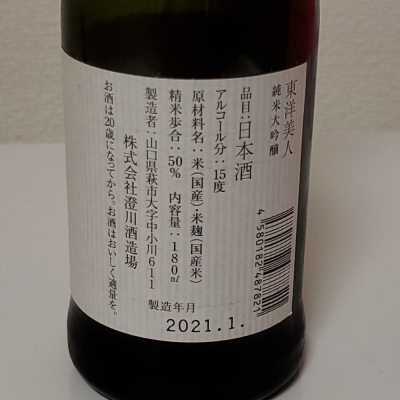 東洋美人
純米大吟醸
品目:日本酒
アルコール分:15度
原材料名:米(国産)・米麹(国産米)
精米歩合:50% 内容量:180ml
製造者:山口県萩市大字中小川611
株式会社澄川酒造場
お酒は20歳になってから。お酒はおいしく適量を。
製造年月
2021.1.
4580182487821